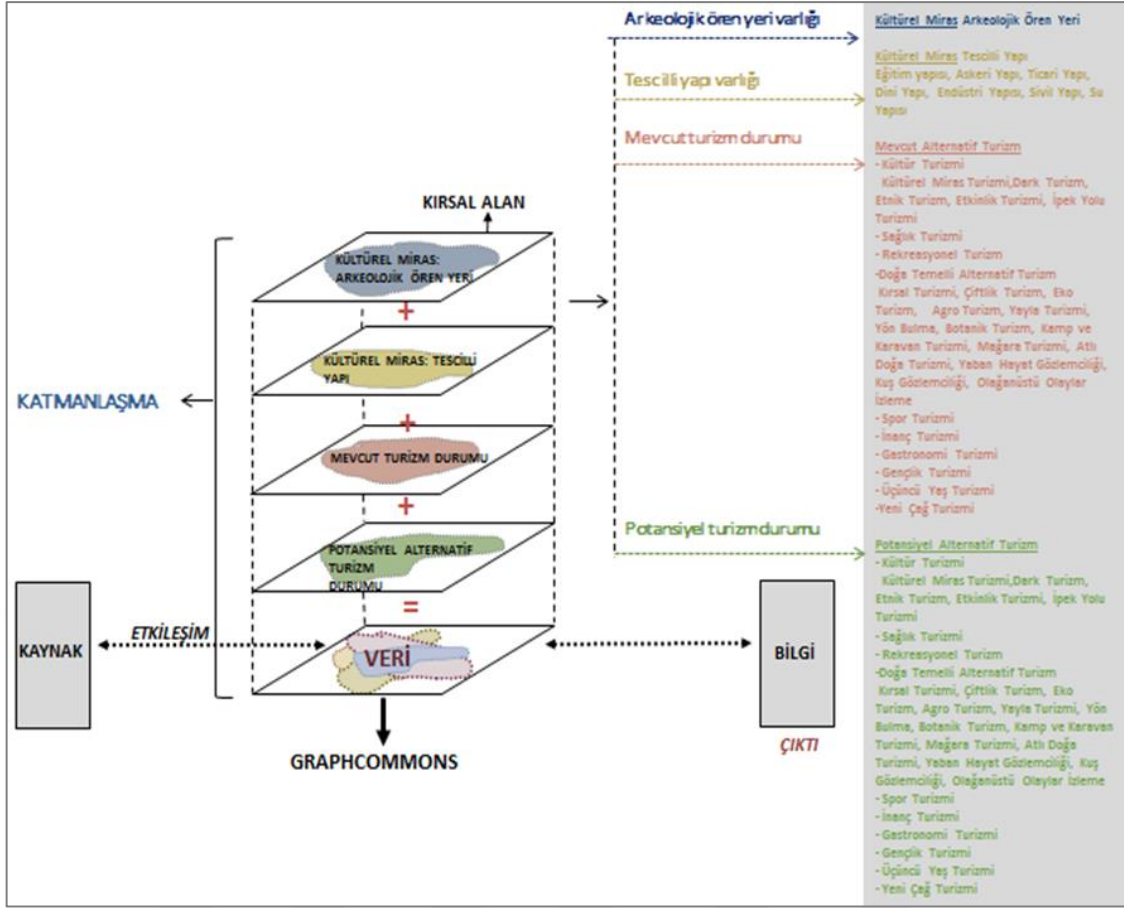 Arkeolojik ören yeri varlığı
Tescilli yapı varlığı
Mevcut turizm durumu
KIRSAL ALAN
KÜLTÜREL MİRAS:
ARKEOLOJİK ÖREN YERİ
+
KÜLTÜREL MİRAS: TESCİLLİ
YAPI
KATMANLAŞMA
+
MEVCUT TURİZM DURUMU
+
Potansiyel turizm durumu
POTANSİYEL ALTERNATİF
TURİZM
DURUMU
=
KAYNAK
ETKİLEŞİM
VERİ
BİLGİ
ÇIKTI
GRAPHCOMMONS
Kültürel Miras Arkeolojik Ören Yeri
Kültürel Miras Tescilli Yapı
Eğitim yapısı, Askeri Yapı, Ticari Yapı,
Dini Yapı, Endüstri Yapısı, Sivil Yapı, Su
Yapısı
Mevcut Alternatif Turizm
- Kültür Turizmi
Kültürel Miras Turizmi,Dark Turizm,
Etnik Turizm, Etkinlik Turizmi, İpek Yolu
Turizmi
- Sağlık Turizmi
- Rekreasyonel Turizm
-Doğa Temelli Alternatif Turizm
Kırsal Turizmi, Çiftlik Turizm, Eko
Turizm, Agro Turizm, Yayla Turizmi,
Yön Bulma, Botanik Turizm, Kamp ve
Karavan Turizmi, Mağara Turizmi, Atlı
Doğa Turizmi, Yaban Hayat Gözlemciliği,
Kuş Gözlemciliği, Olağanüstü Olaylar
İzleme
- Spor Turizmi
- İnanç Turizmi
- Gastronomi Turizmi
- Gençlik Turizmi
- Üçüncü Yaş Turizmi
-Yeni Çağ Turizmi
Potansiyel Alternatif Turizm
- Kültür Turizmi
Kültürel Miras Turizmi,Dark Turizm,
Etnik Turizm, Etkinlik Turizmi, İpek Yolu
Turizmi
- Sağlık Turizmi
- Rekreasyonel Turizm
-Doğa Temelli Alternatif Turizm
Kırsal Turizmi, Çiftlik Turizm, Eko
Turizm, Agro Turizm, Yayla Turizmi, Yön
Bulma, Botanik Turizm, Kamp ve Karavan
Turizmi, Mağara Turizmi, Atlı Doğa
Turizmi, Yaban Hayat Gözlemciliği, Kuş
Gözlemciliği, Olağanüstü Olaylar İzleme
- Spor Turizmi
- İnanç Turizmi
- Gastronomi Turizmi
- Gençlik Turizmi
- Üçüncü Yaş Turizmi
- Yeni Çağ Turizmi